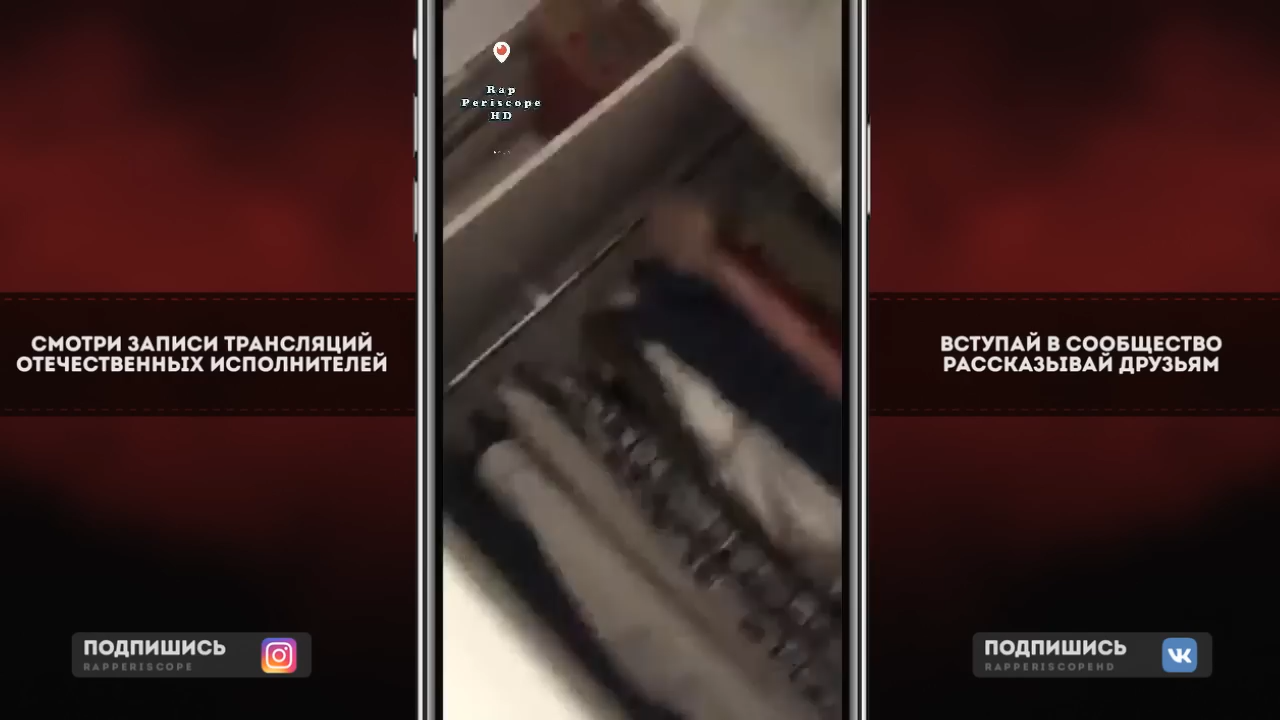 Rap
Periscope
HD
СМОТРИ ЗАПИСИ ТРАНСЛЯЦИЙ
ОТЕЧЕСТВЕННЫХ ИСПОЛНИТЕЛЕЙ
ВСТУПАЙ В СООБЩЕСТВО
РАССКАЗЫВАЙ ДРУЗЬЯМ
ПОДПИШИСЬ
RAPPERISCOPE
ПОДПИШИСЬ
RAPPERISCOPEHD